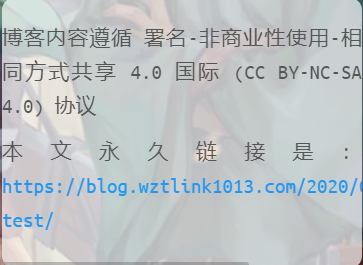 博客内容遵循 署名-非商业性使用-相
同方式共享 4.0 国际 (CC BY-NC-SA
4.0) 协议
本文永久链接是:
https://blog.wztlink1013.com/2020/
test/